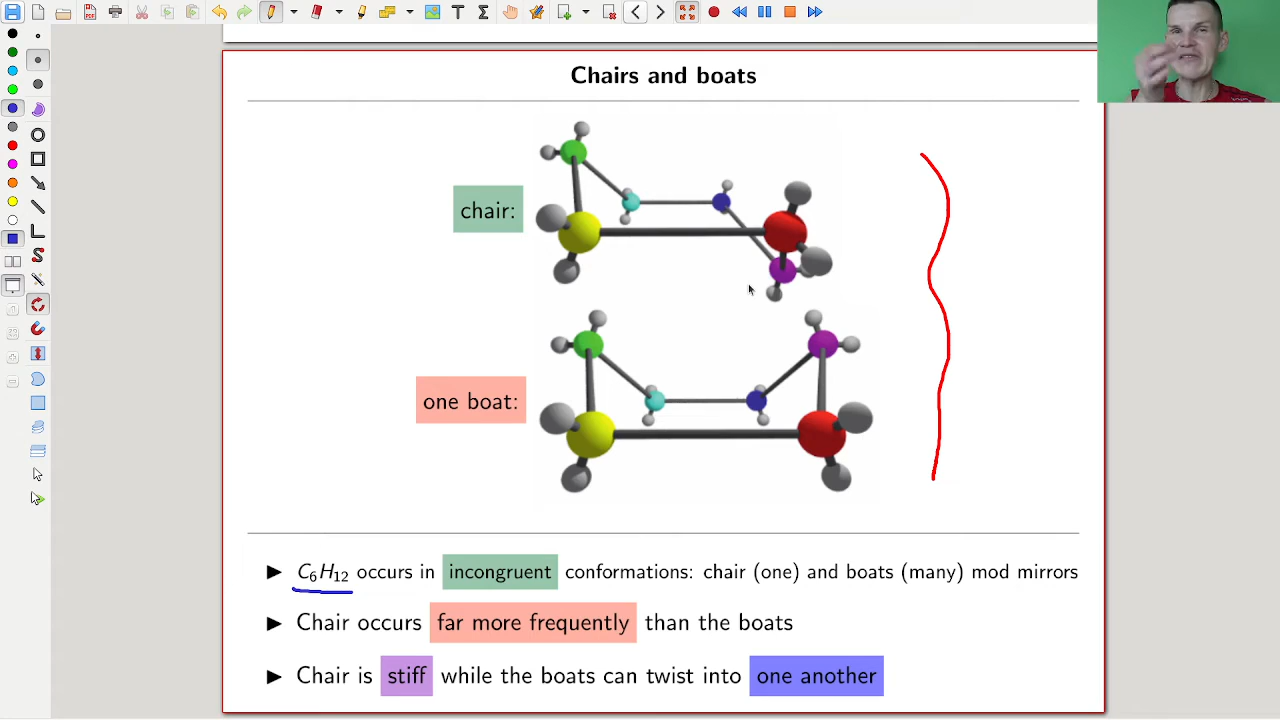 Chairs and boats
chair:
one boat:
► C₆H₁₂ occurs in incongruent conformations: chair (one) and boats (many) mod mirrors
► Chair occurs far more frequently than the boats
► Chair is stiff while the boats can twist into one another